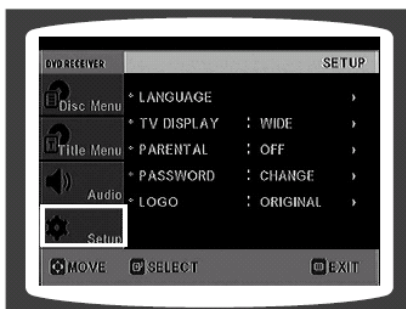 DVD RECEIVER
SETUP
Disc Menu
Title Menu
Audio
Setup
LANGUAGE
TV DISPLAY : WIDE
PARENTAL : OFF
PASSWORD : CHANGE
LOGO : ORIGINAL
MOVE SELECT EXIT